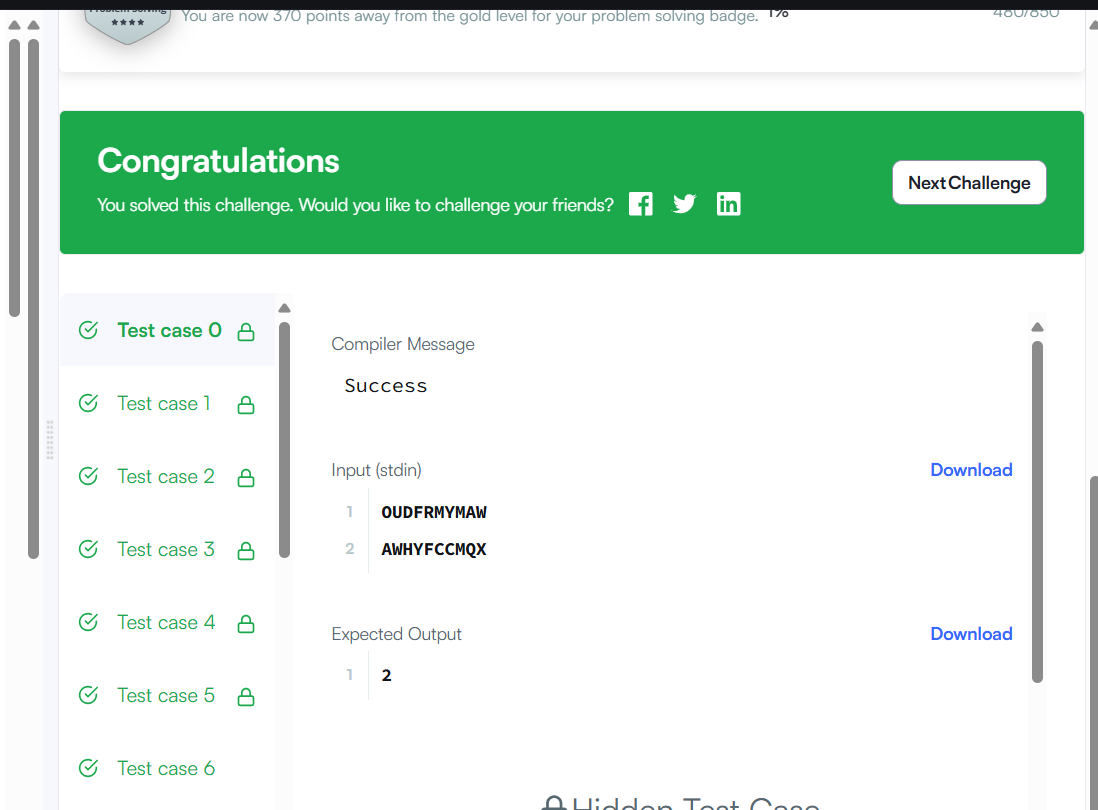 Problem Solving
You are now 370 points away from the gold level for your problem solving badge. 1% 480/850
Congratulations
You solved this challenge. Would you like to challenge your friends?
Next Challenge
Test case 0
Test case 1
Test case 2
Test case 3
Test case 4
Test case 5
Test case 6
Compiler Message
Success
Input (stdin) Download
1 OUDFRMYMAW
2 AWHYFCCMQX
Expected Output Download
1 2
Hidden Test Case